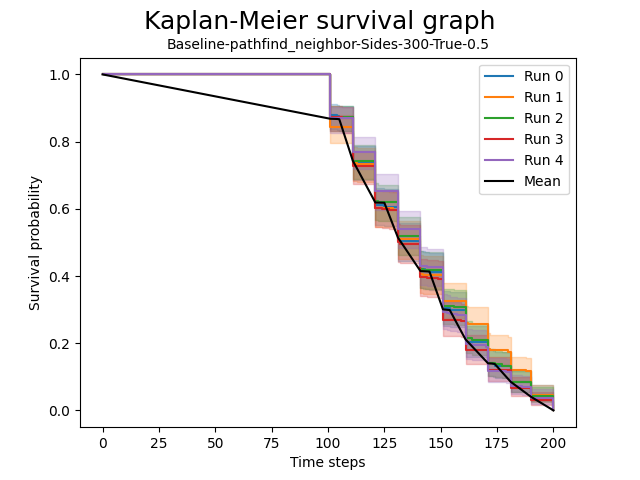 Kaplan-Meier survival graph
Baseline-pathfind_neighbor-Sides-300-True-0.5
1.0
0.8
0.6
0.4
0.2
0.0
Survival probability
Run 0
Run 1
Run 2
Run 3
Run 4
Mean
0 25 50 75 100 125 150 175 200
Time steps